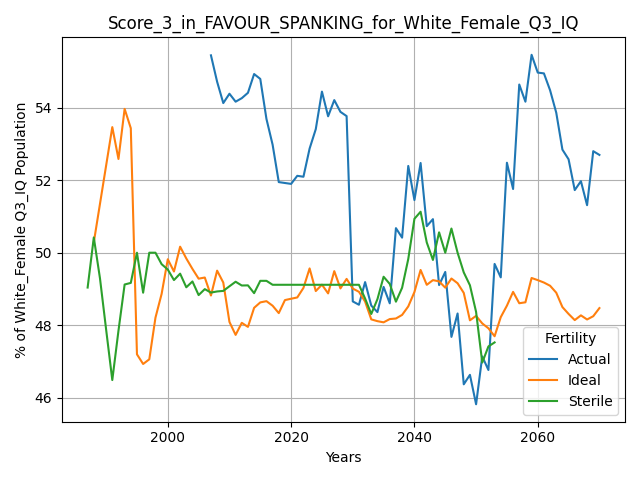 Score_3_in_FAVOUR_SPANKING_for_White_Female_Q3_IQ
% of White_Female Q3_IQ Population
54
52
50
48
46
2000
2020
2040
2060
Years
Fertility
Actual
Ideal
Sterile